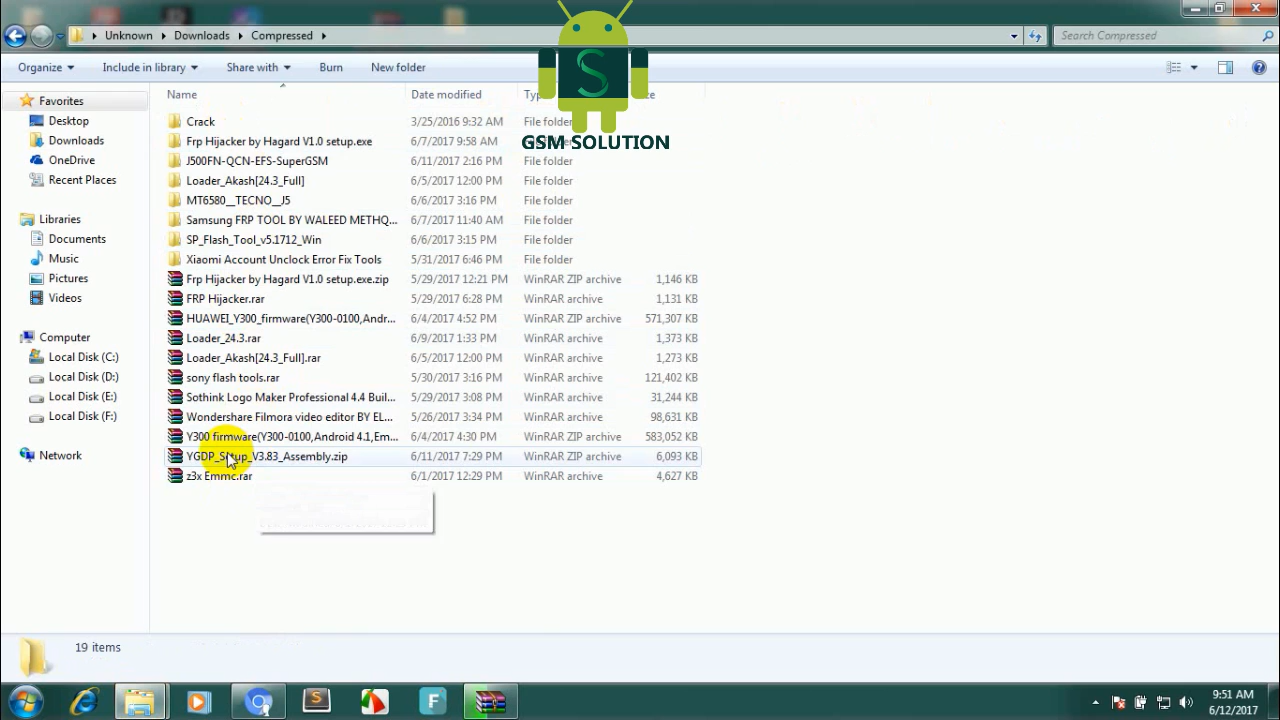 Unknown Downloads Compressed Search Compressed
Organize Include in library Share with Burn New folder
S
GSM SOLUTION
Favorites
Desktop
Downloads
OneDrive
Recent Places
Libraries
Documents
Music
Pictures
Videos
Computer
Local Disk (C:)
Local Disk (D:)
Local Disk (E:)
Local Disk (F:)
Network
Name Date modified
Crack 3/25/2016 9:32 AM File folder
Frp Hijacker by Hagard V1.0 setup.exe 6/7/2017 9:58 AM File folder
J500FN-QCN-EFS-SuperGSM 6/11/2017 2:16 PM File folder
Loader_Akash[24.3_Full] 6/5/2017 12:00 PM File folder
MT6580__TECNO__J5 6/6/2017 3:16 PM File folder
Samsung FRP TOOL BY WALEED METHQ... 6/7/2017 11:40 AM File folder
SP_Flash_Tool_v5.1712_Win 6/6/2017 3:15 PM File folder
Xiaomi Account Unclock Error Fix Tools 5/31/2017 6:46 PM File folder
Frp Hijacker by Hagard V1.0 setup.exe.zip 5/29/2017 12:21 PM WinRAR ZIP archive 1,146 KB
FRP Hijacker.rar 5/29/2017 6:28 PM WinRAR archive 1,131 KB
HUAWEI_Y300_firmware(Y300-0100,Andr... 6/4/2017 4:52 PM WinRAR ZIP archive 571,307 KB
Loader_24.3.rar 6/9/2017 1:33 PM WinRAR archive 1,373 KB
Loader_Akash[24.3_Full].rar 6/5/2017 12:00 PM WinRAR archive 1,273 KB
sony flash tools.rar 5/30/2017 3:16 PM WinRAR archive 121,402 KB
Sothink Logo Maker Professional 4.4 Buil... 5/29/2017 3:08 PM WinRAR archive 31,244 KB
Wondershare Filmora video editor BY EL... 5/26/2017 3:34 PM WinRAR archive 98,631 KB
Y300 firmware(Y300-0100,Android 4.1,Em... 6/4/2017 4:30 PM WinRAR ZIP archive 583,052 KB
YGDP_Setup_V3.83_Assembly.zip 6/11/2017 7:29 PM WinRAR ZIP archive 6,093 KB
z3x Emmc.rar 6/1/2017 12:29 PM WinRAR archive 4,627 KB
19 items
9:51 AM
6/12/2017